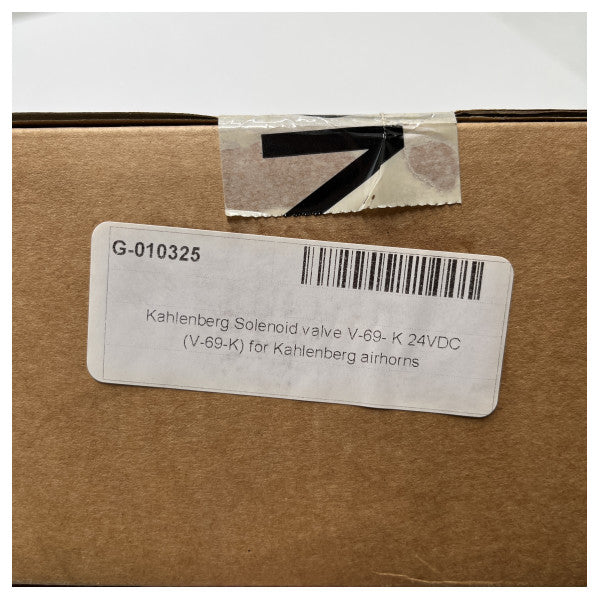 G-010325
Kahlenberg Solenoid valve V-69- K 24VDC
(V-69-K) for Kahlenberg airhorns